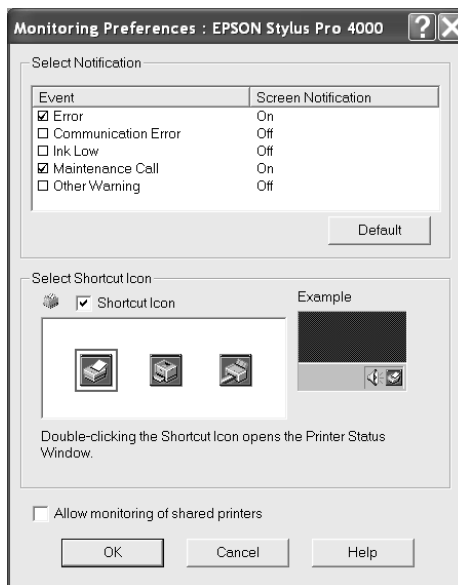 Monitoring Preferences : EPSON Stylus Pro 4000
Select Notification
Event Screen Notification
Error On
Communication Error Off
Ink Low Off
Maintenance Call On
Other Warning Off
Default
Select Shortcut Icon
Shortcut Icon
Example
Double-clicking the Shortcut Icon opens the Printer Status
Window.
Allow monitoring of shared printers
OK Cancel Help